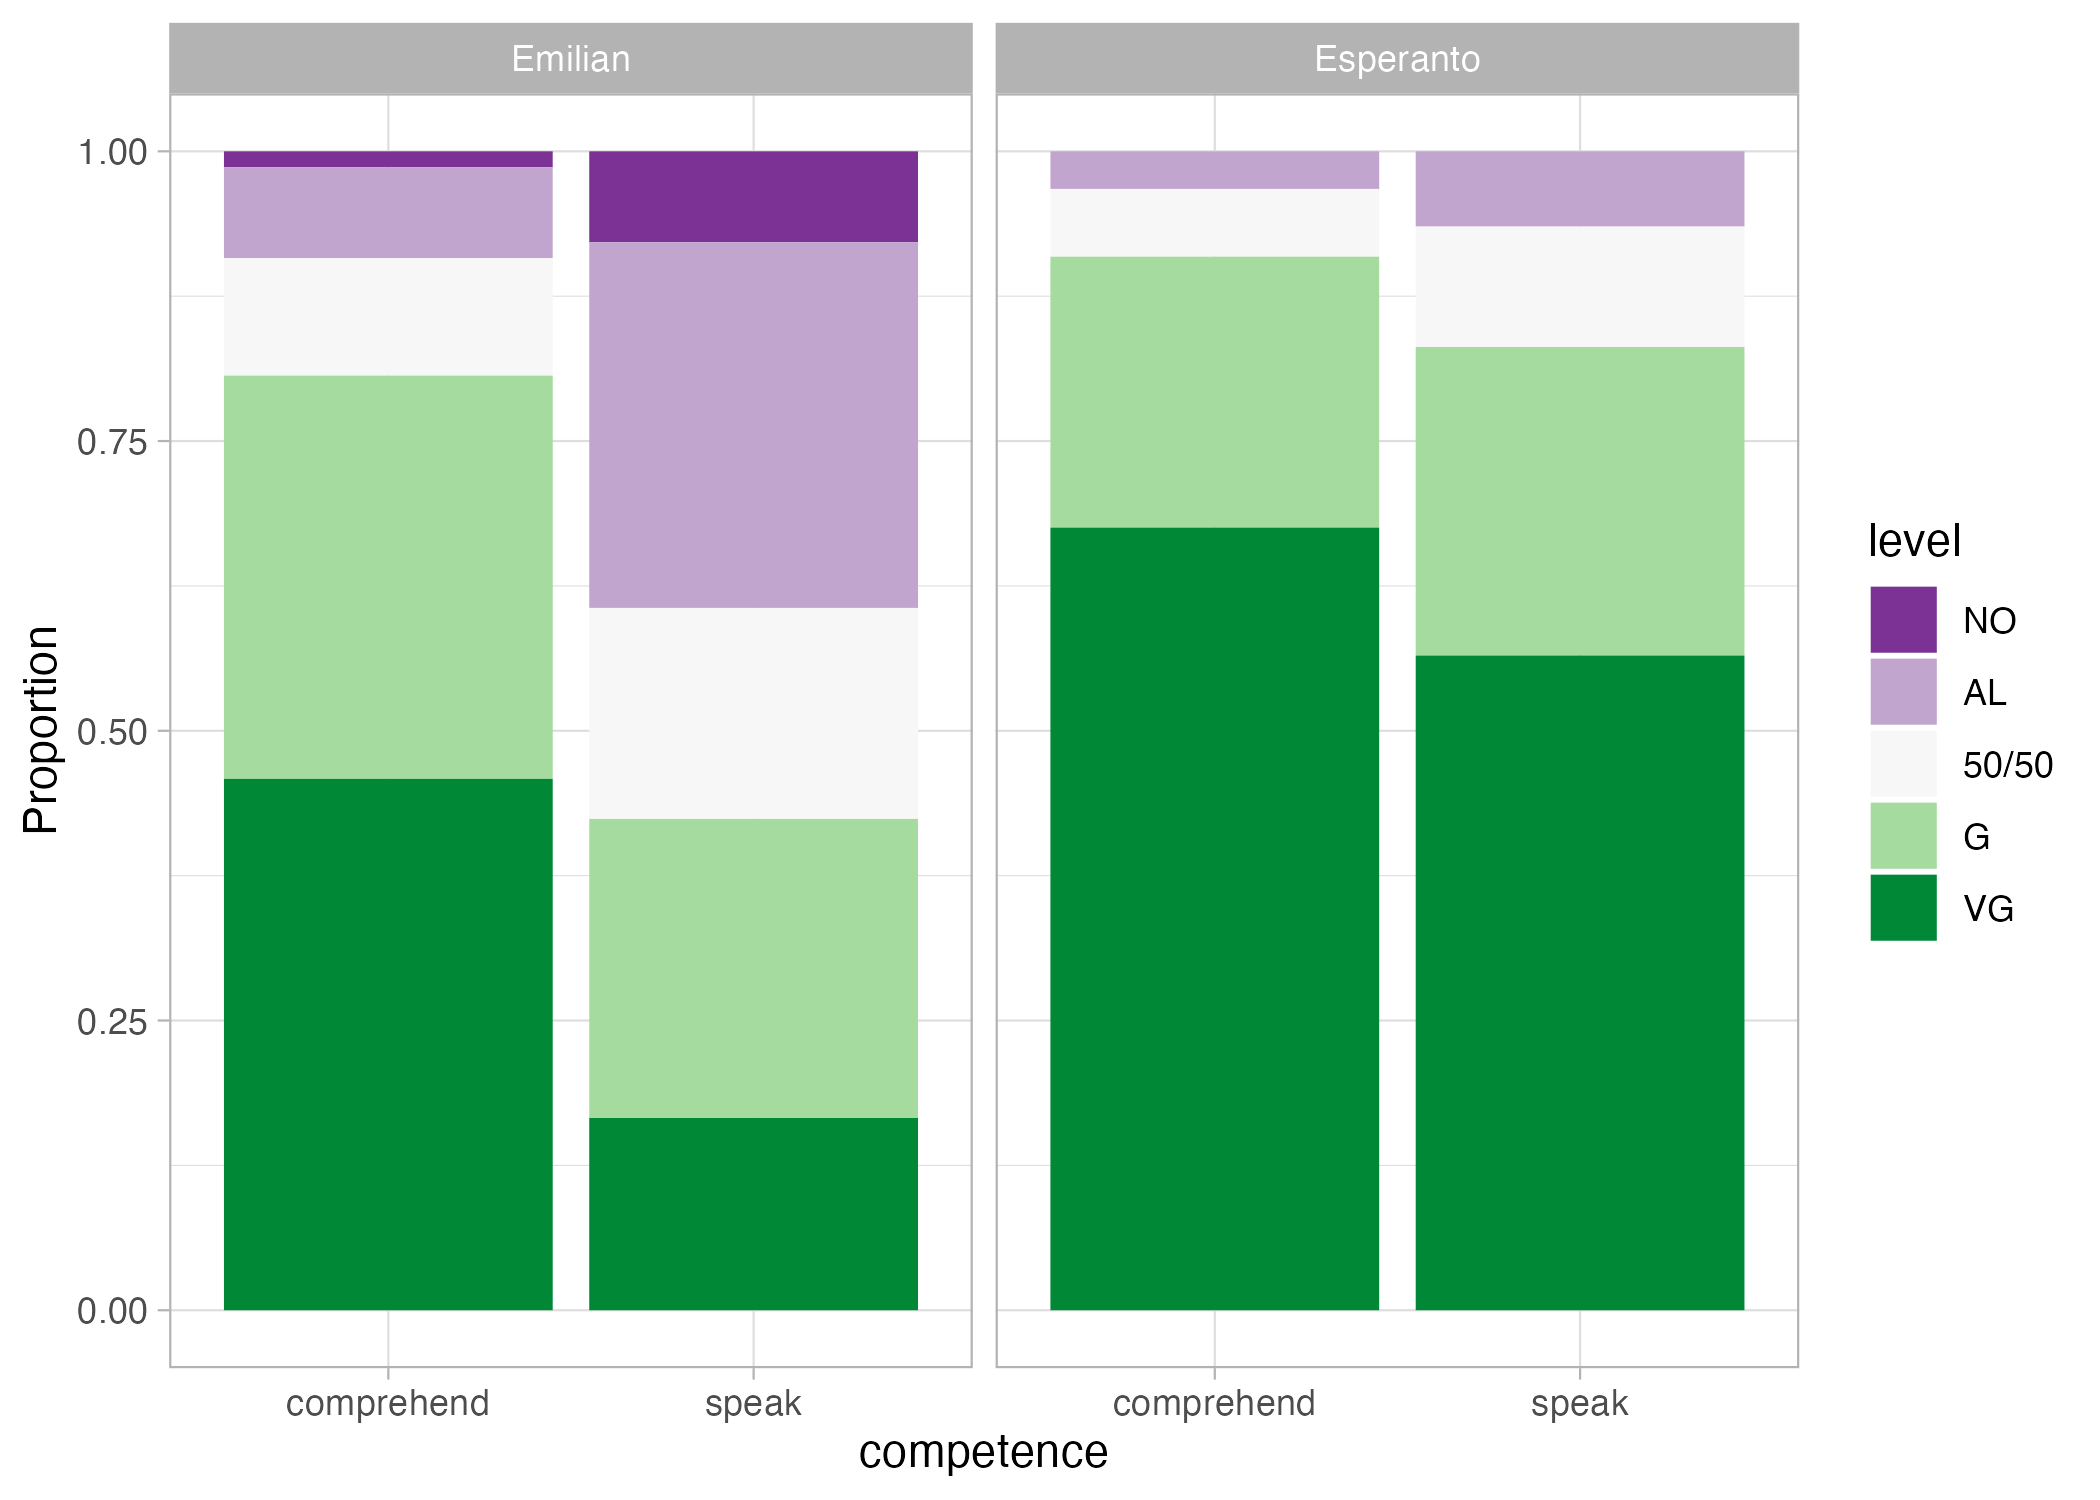 Emilian
Esperanto
1.00
0.75
0.50
0.25
0.00
Proportion
comprehend
speak
comprehend
speak
competence
level
NO
AL
50/50
G
VG